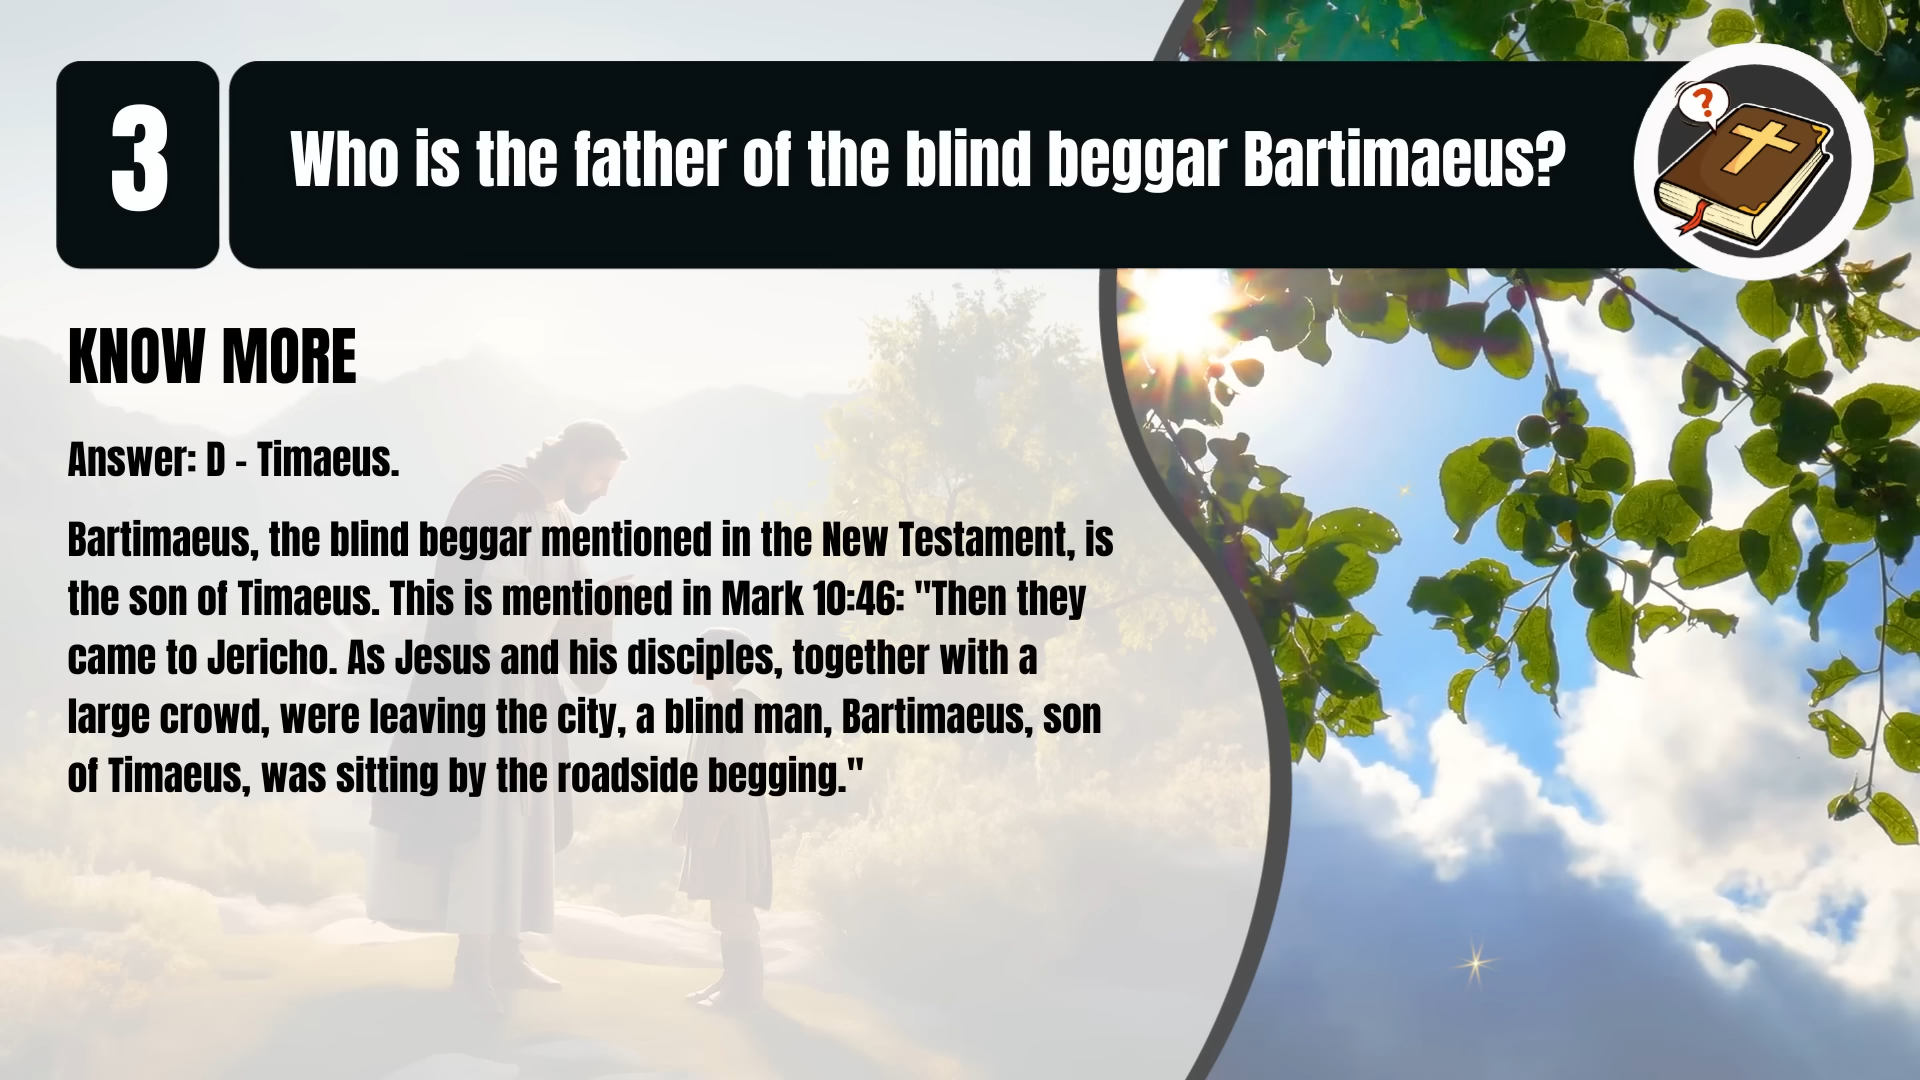 3
Who is the father of the blind beggar Bartimaeus?
?
KNOW MORE
Answer: D - Timaeus.
Bartimaeus, the blind beggar mentioned in the New Testament, is
the son of Timaeus. This is mentioned in Mark 10:46: "Then they
came to Jericho. As Jesus and his disciples, together with a
large crowd, were leaving the city, a blind man, Bartimaeus, son
of Timaeus, was sitting by the roadside begging."